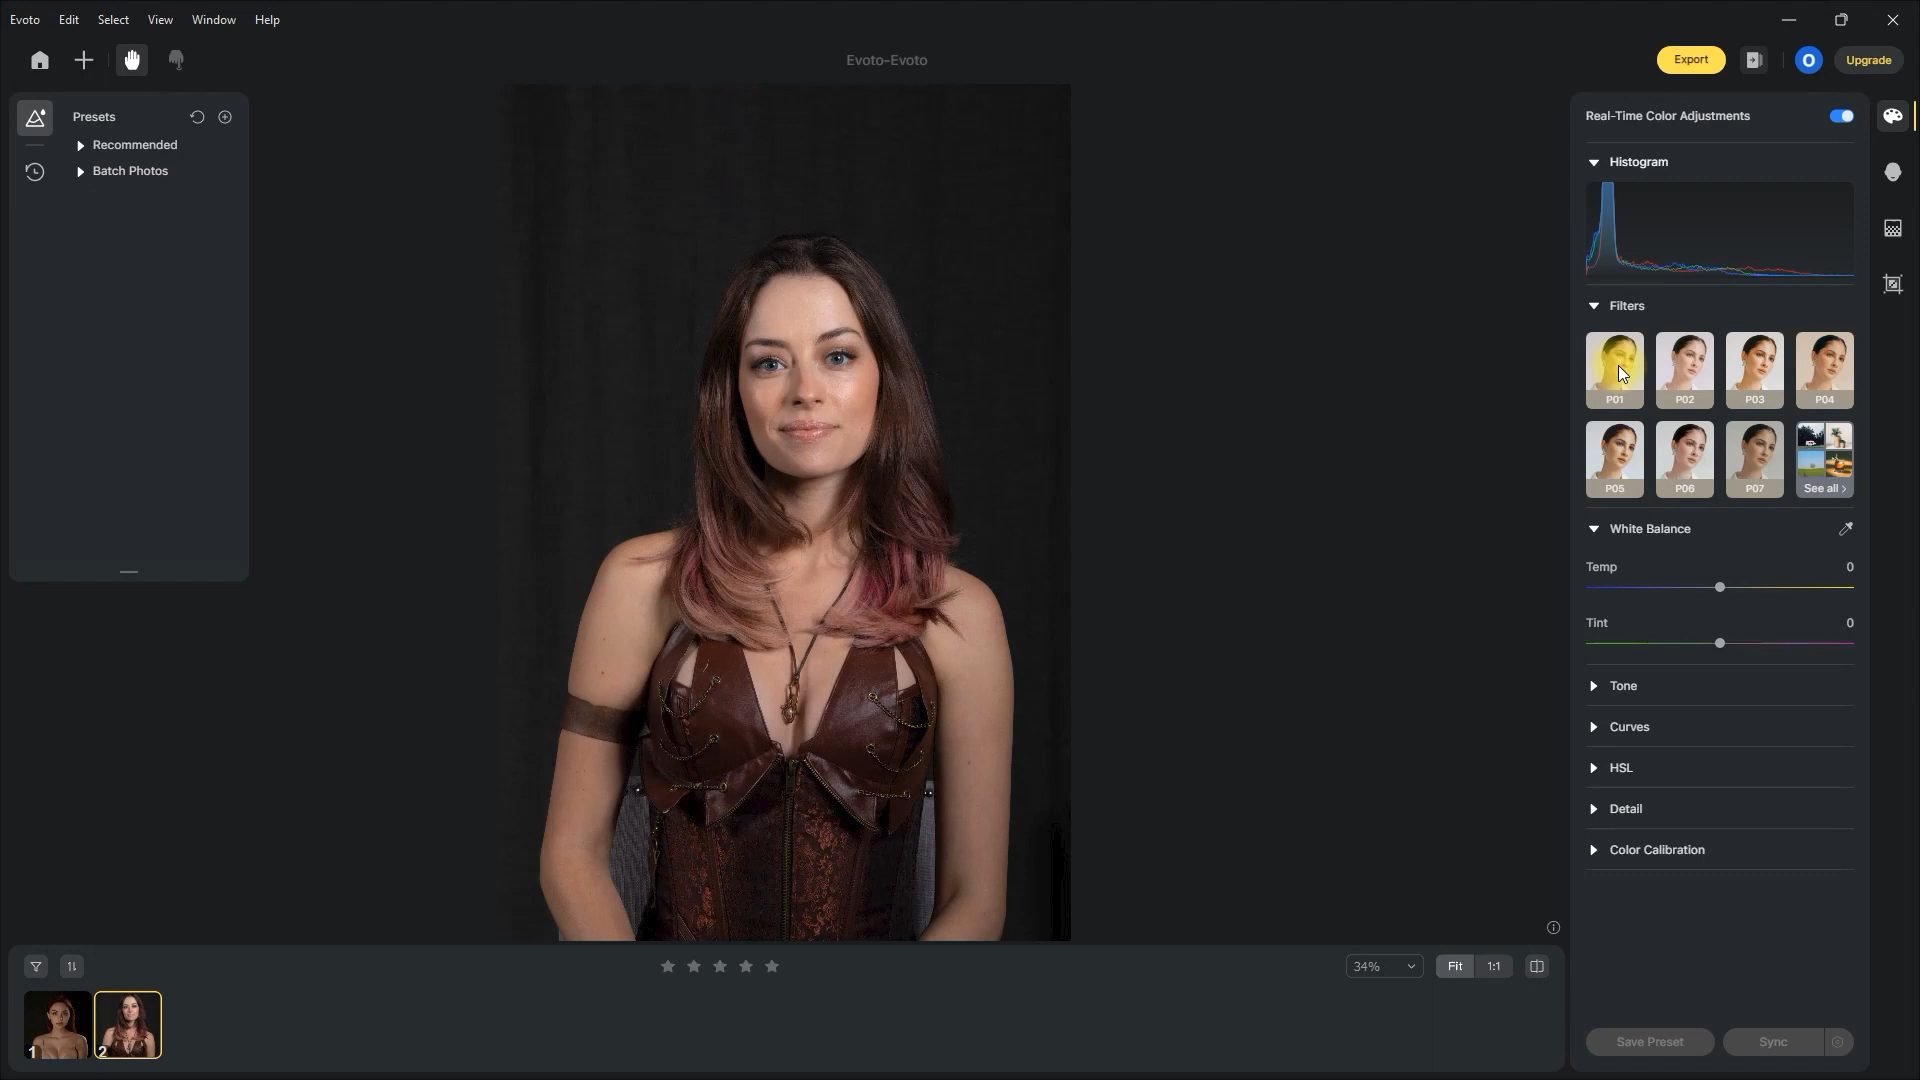 Evoto Edit Select View Window Help
Evoto-Evoto
Export
O
Upgrade
Presets
Recommended
Batch Photos
Real-Time Color Adjustments
Histogram
Filters
P01 P02 P03 P04
P05 P06 P07 See all >
White Balance
Temp 0
Tint 0
Tone
Curves
HSL
Detail
Color Calibration
34% Fit 1:1
1 2
Save Preset Sync